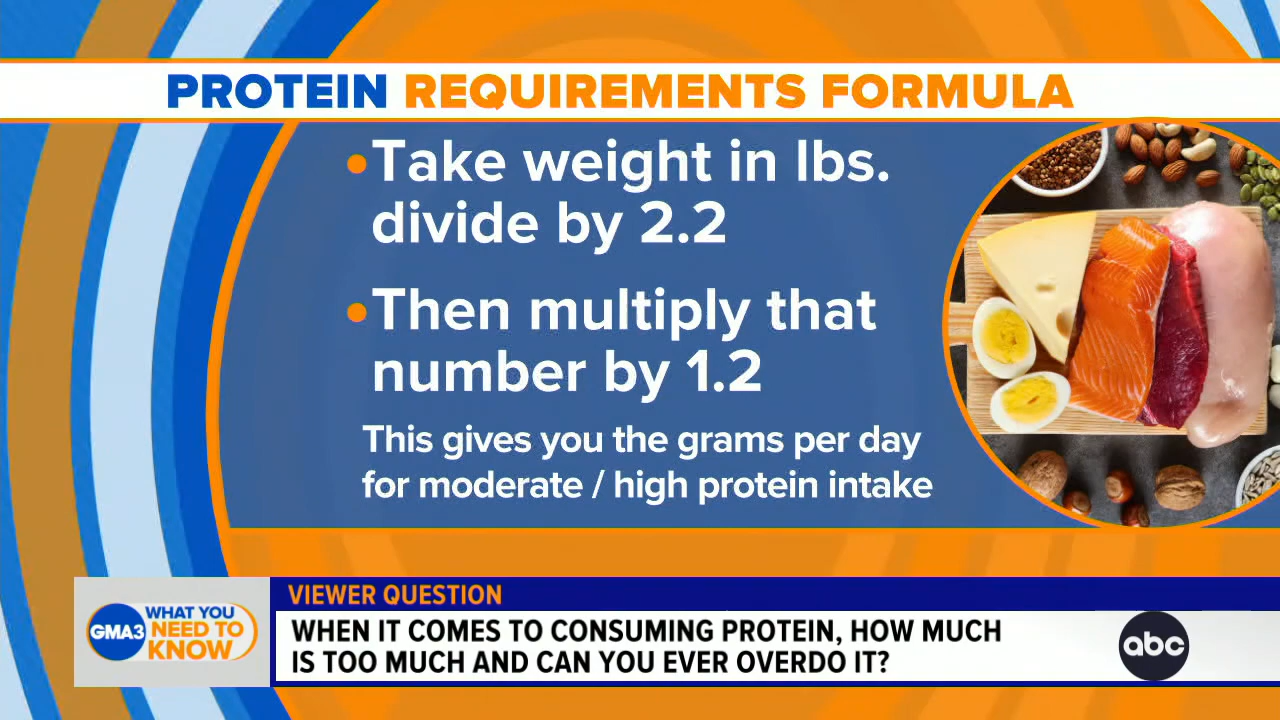 PROTEIN REQUIREMENTS FORMULA
•Take weight in lbs.
divide by 2.2
•Then multiply that
number by 1.2
This gives you the grams per day
for moderate / high protein intake
VIEWER QUESTION
GMA3
WHAT YOU
NEED TO
KNOW
WHEN IT COMES TO CONSUMING PROTEIN, HOW MUCH
IS TOO MUCH AND CAN YOU EVER OVERDO IT?
abc